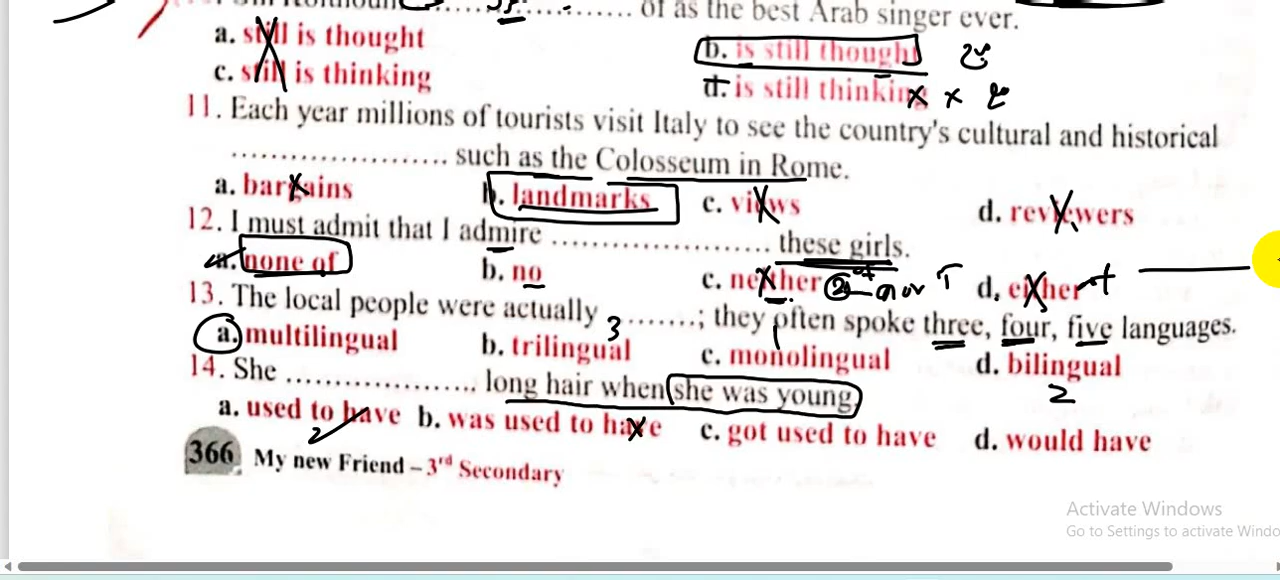 of as the best Arab singer ever.
a. still is thought b. is still thought
c. still is thinking d. is still thinking
11. Each year millions of tourists visit Italy to see the country's cultural and historical
..................... such as the Colosseum in Rome.
a. bargains b. landmarks c. views d. reviewers
12. I must admit that I admire ..................... these girls.
a. none of b. no c. neither d. either
13. The local people were actually ........; they often spoke three, four, five languages.
3
a. multilingual b. trilingual c. monolingual d. bilingual
2
14. She .................... long hair when she was young.
a. used to have b. was used to have c. got used to have d. would have
366 My new Friend – 3rd Secondary
Activate Windows
Go to Settings to activate Windo